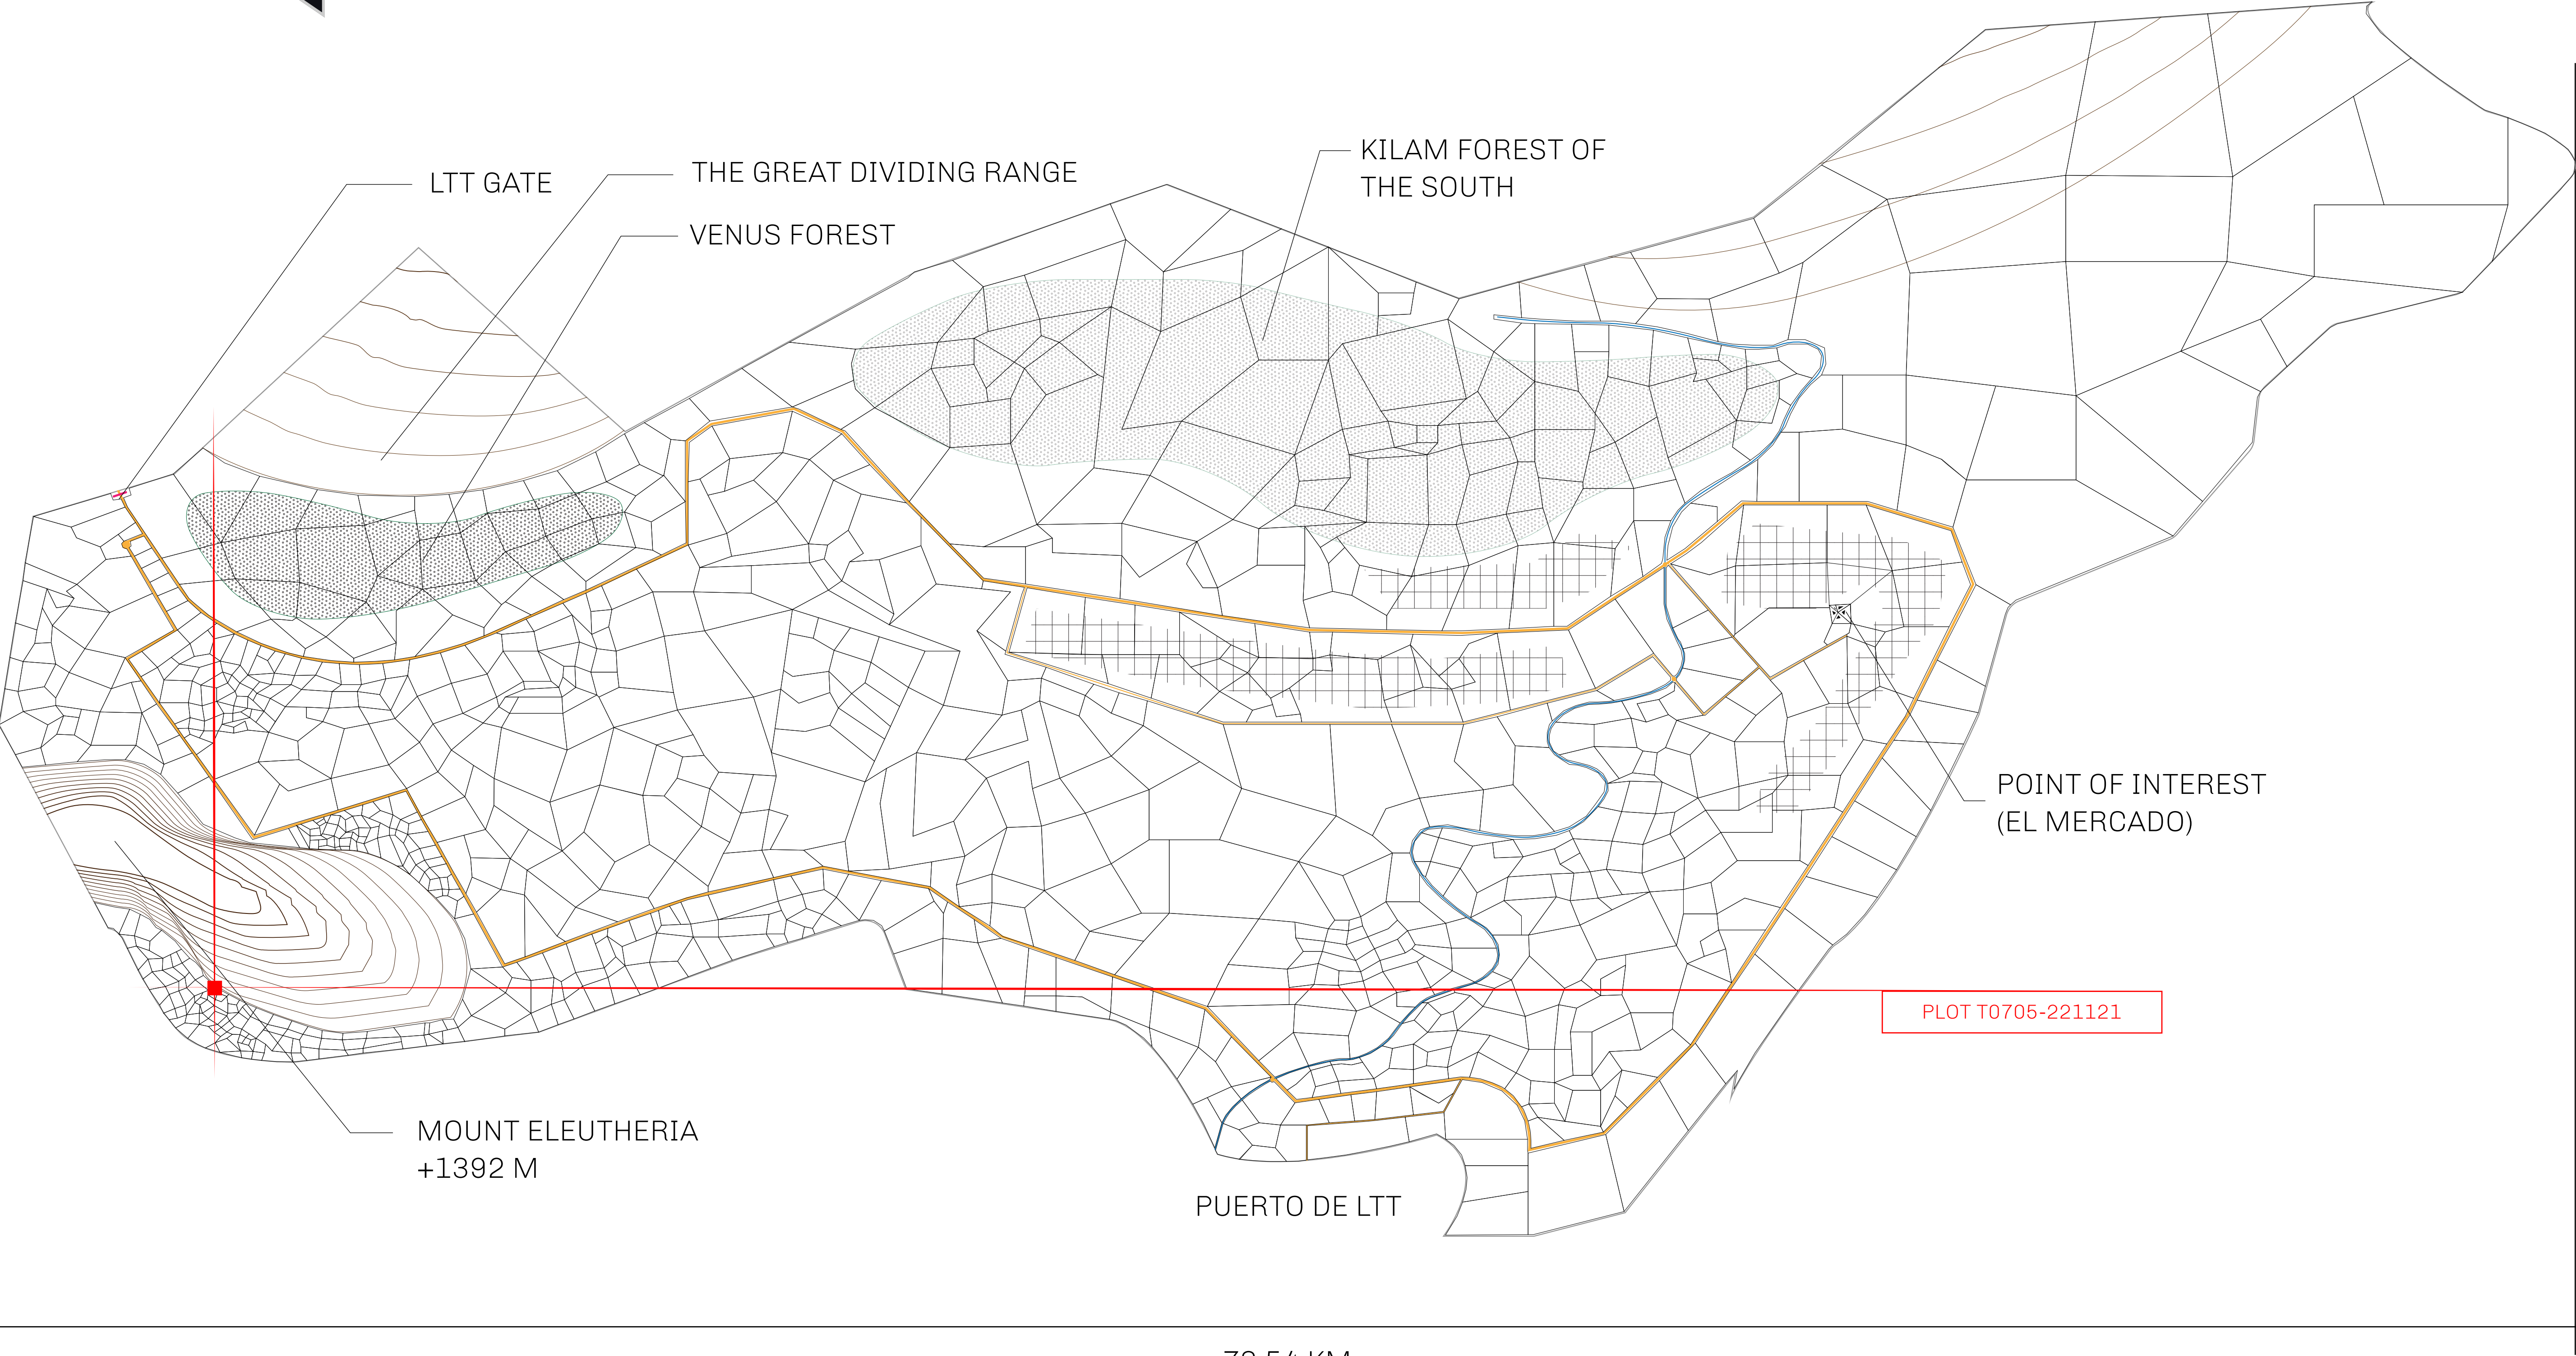 KILAM FOREST OF
THE SOUTH
THE GREAT DIVIDING RANGE
LTT GATE
VENUS FOREST
POINT OF INTEREST
(EL MERCADO)
PLOT T0705-221121
MOUNT ELEUTHERIA
+1392 M
PUERTO DE LTT
KM